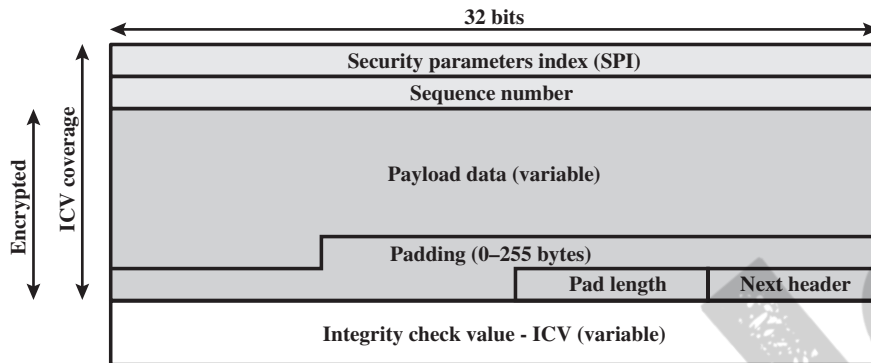 32 bits
Security parameters index (SPI)
Sequence number
Encrypted
ICV coverage
Payload data (variable)
Padding (0–255 bytes)
Pad length
Next header
Integrity check value - ICV (variable)